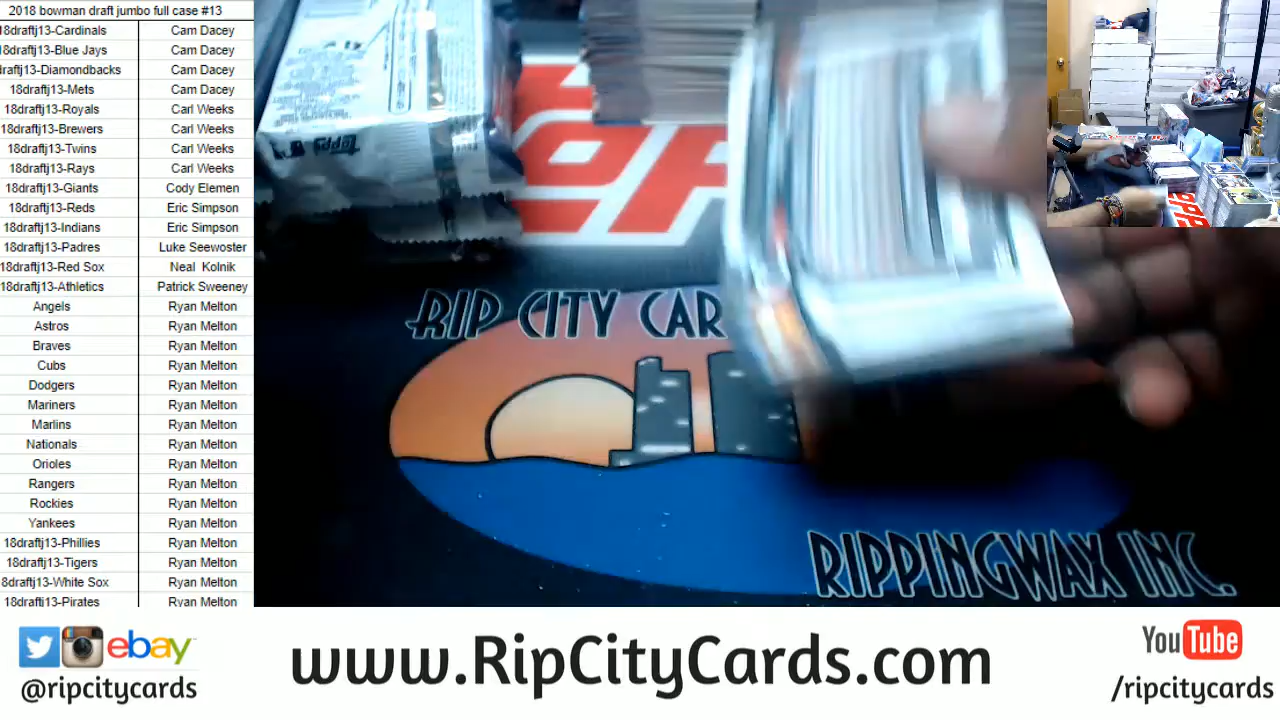 2018 bowman draft jumbo full case #13
18draftj13-Cardinals Cam Dacey
18draftj13-Blue Jays Cam Dacey
draftj13-Diamondbacks Cam Dacey
18draftj13-Mets Cam Dacey
18draftj13-Royals Carl Weeks
18draftj13-Brewers Carl Weeks
18draftj13-Twins Carl Weeks
18draftj13-Rays Carl Weeks
18draftj13-Giants Cody Elemen
18draftj13-Reds Eric Simpson
18draftj13-Indians Eric Simpson
18draftj13-Padres Luke Seewoster
18draftj13-Red Sox Neal Kolnik
18draftj13-Athletics Patrick Sweeney
Angels Ryan Melton
Astros Ryan Melton
Braves Ryan Melton
Cubs Ryan Melton
Dodgers Ryan Melton
Mariners Ryan Melton
Marlins Ryan Melton
Nationals Ryan Melton
Orioles Ryan Melton
Rangers Ryan Melton
Rockies Ryan Melton
Yankees Ryan Melton
18draftj13-Phillies Ryan Melton
18draftj13-Tigers Ryan Melton
8draftj13-White Sox Ryan Melton
18draftj13-Pirates Ryan Melton
Topps
RIP CITY CAR
RIPPINGWAX INC.
ebay
@ripcitycards
www.RipCityCards.com
YouTube
/ripcitycards